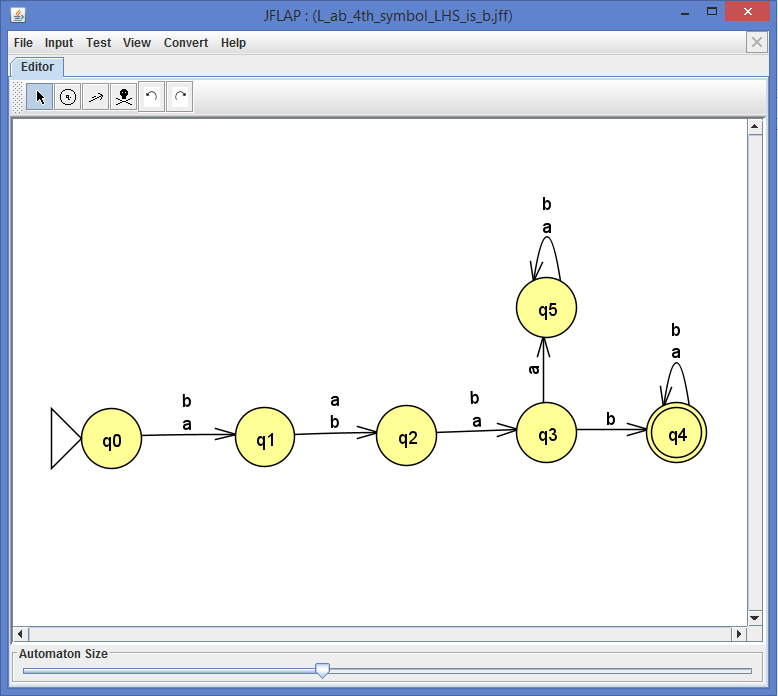 JFLAP : (L_ab_4th_symbol_LHS_is_b.jff)
File Input Test View Convert Help
Editor
b
a
b
a
b
a
q5
a
b
a
q0
a
b
q1
b
a
q2
b
q3
q4
Automaton Size